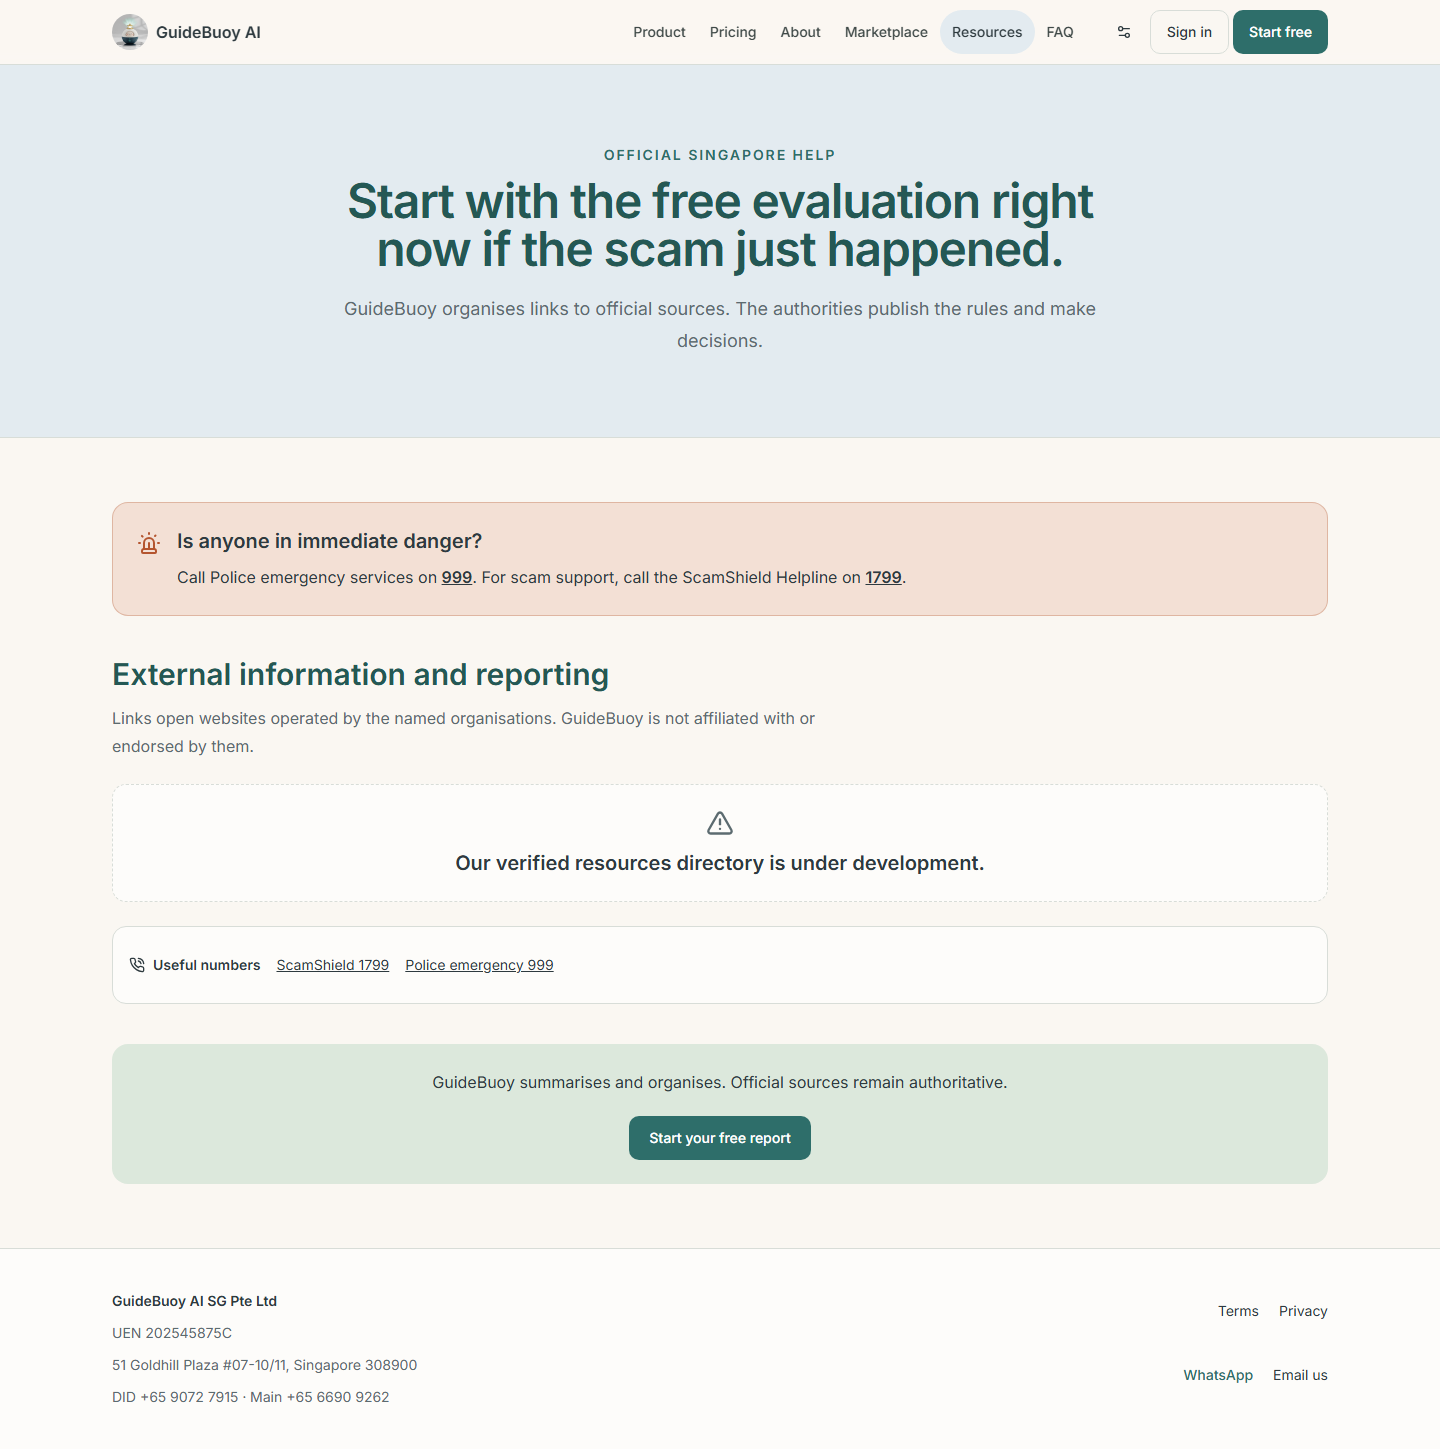 GuideBuoy AI
Product Pricing About Marketplace Resources FAQ Sign in Start free
OFFICIAL SINGAPORE HELP
Start with the free evaluation right
now if the scam just happened.
GuideBuoy organises links to official sources. The authorities publish the rules and make
decisions.
Is anyone in immediate danger?
Call Police emergency services on 999. For scam support, call the ScamShield Helpline on 1799.
External information and reporting
Links open websites operated by the named organisations. GuideBuoy is not affiliated with or
endorsed by them.
Our verified resources directory is under development.
Useful numbers ScamShield 1799 Police emergency 999
GuideBuoy summarises and organises. Official sources remain authoritative.
Start your free report
GuideBuoy AI SG Pte Ltd
UEN 202545875C
51 Goldhill Plaza #07-10/11, Singapore 308900
DID +65 9072 7915 · Main +65 6690 9262
Terms Privacy
WhatsApp Email us